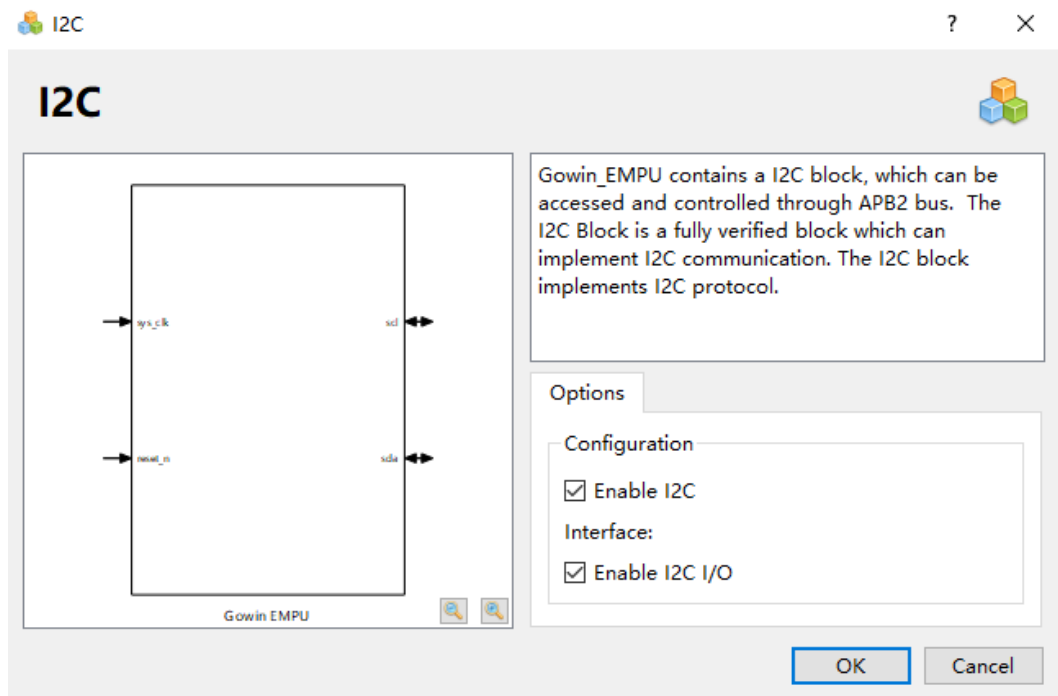 I2C
?
I2C
Gowin_EMPU contains a I2C block, which can be
accessed and controlled through APB2 bus.  The
I2C Block is a fully verified block which can
implement I2C communication. The I2C block
implements I2C protocol.
sys_clk
scl
reset_n
sda
Gowin EMPU
Options
Configuration
Enable I2C
Interface:
Enable I2C I/O
OK
Cancel